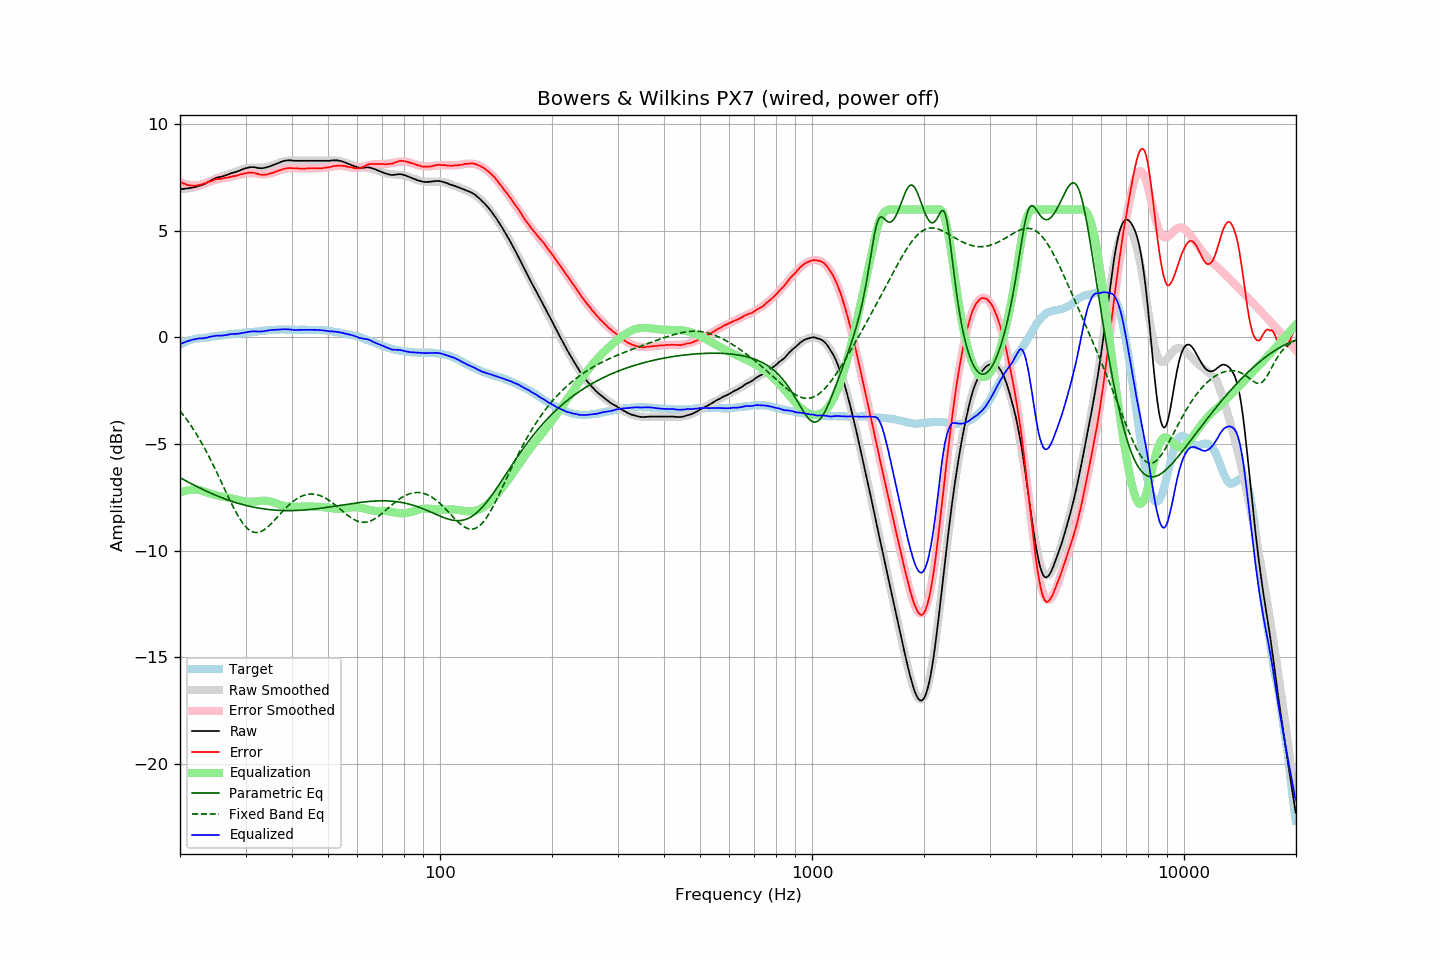 Bowers & Wilkins PX7 (wired, power off)
10
5
0
−5
−10
−15
−20
Amplitude (dBr)
Target
Raw Smoothed
Error Smoothed
Raw
Error
Equalization
Parametric Eq
Fixed Band Eq
Equalized
100
1000
10000
Frequency (Hz)